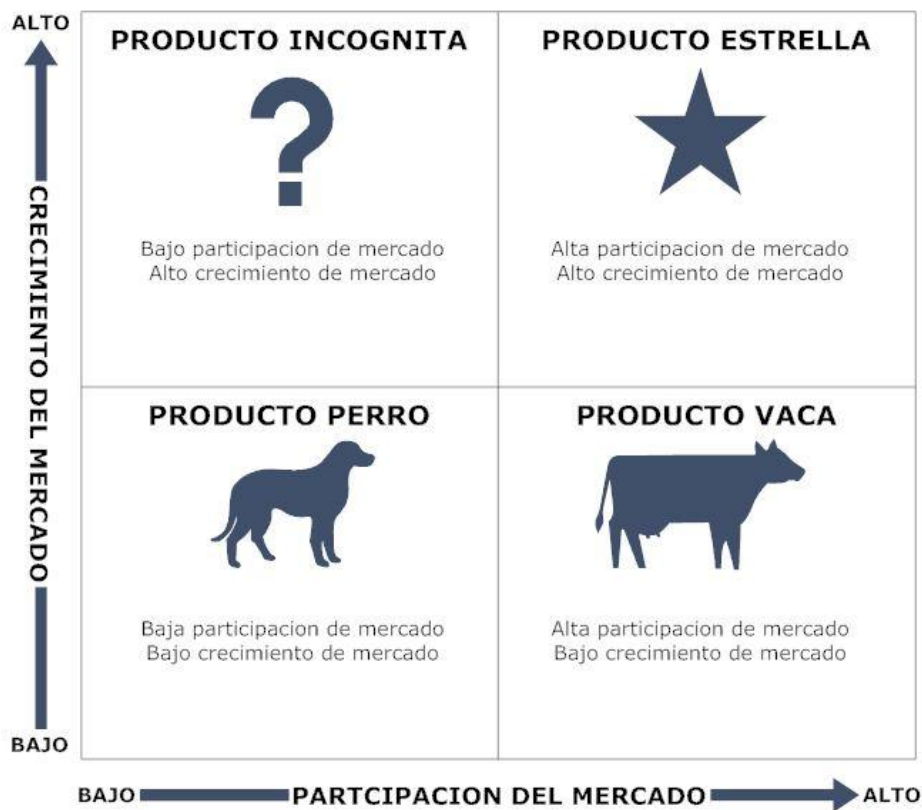 ALTO
PRODUCTO INCOGNITA
?
Bajo participacion de mercado
Alto crecimiento de mercado
PRODUCTO ESTRELLA
Alta participacion de mercado
Alto crecimiento de mercado
CRECIMIENTO DEL MERCADO
PRODUCTO PERRO
Baja participacion de mercado
Bajo crecimiento de mercado
PRODUCTO VACA
Alta participacion de mercado
Bajo crecimiento de mercado
BAJO
BAJO
PARTCIPACION DEL MERCADO
ALTO